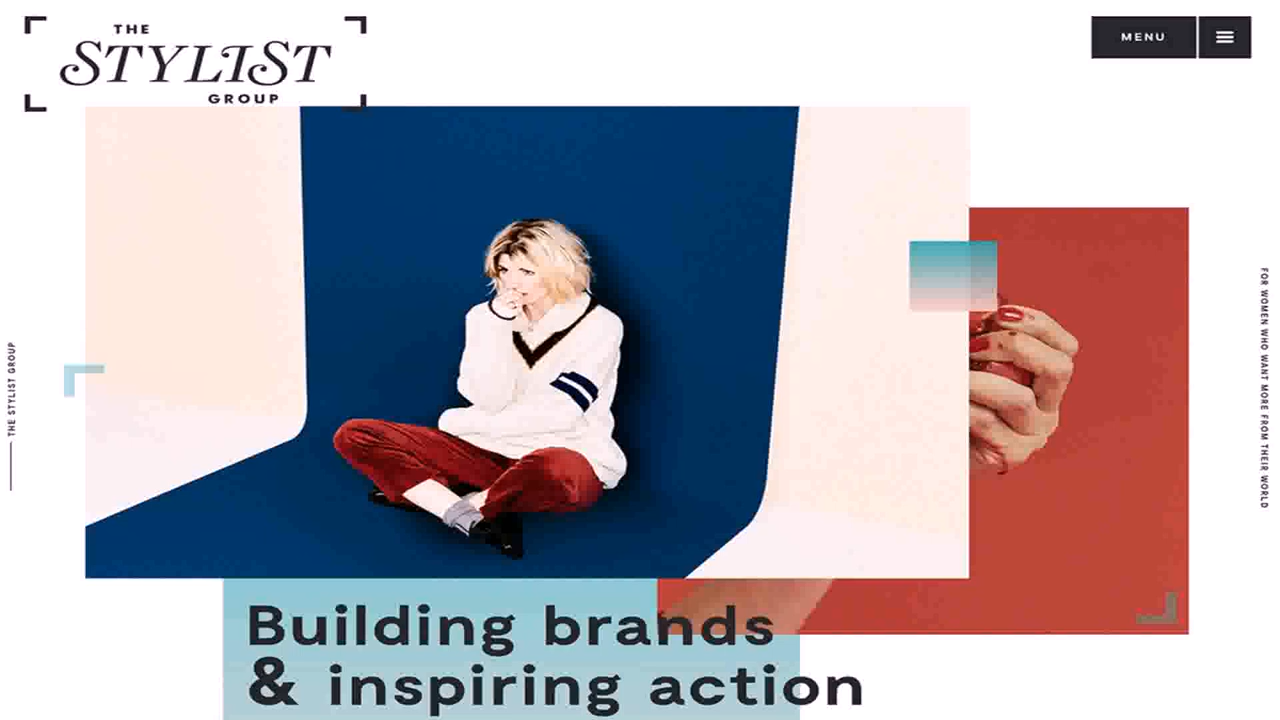 THE
STYLIST
GROUP
MENU
THE STYLIST GROUP
FOR WOMEN WHO WANT MORE FROM THEIR WORLD
Building brands
& inspiring action